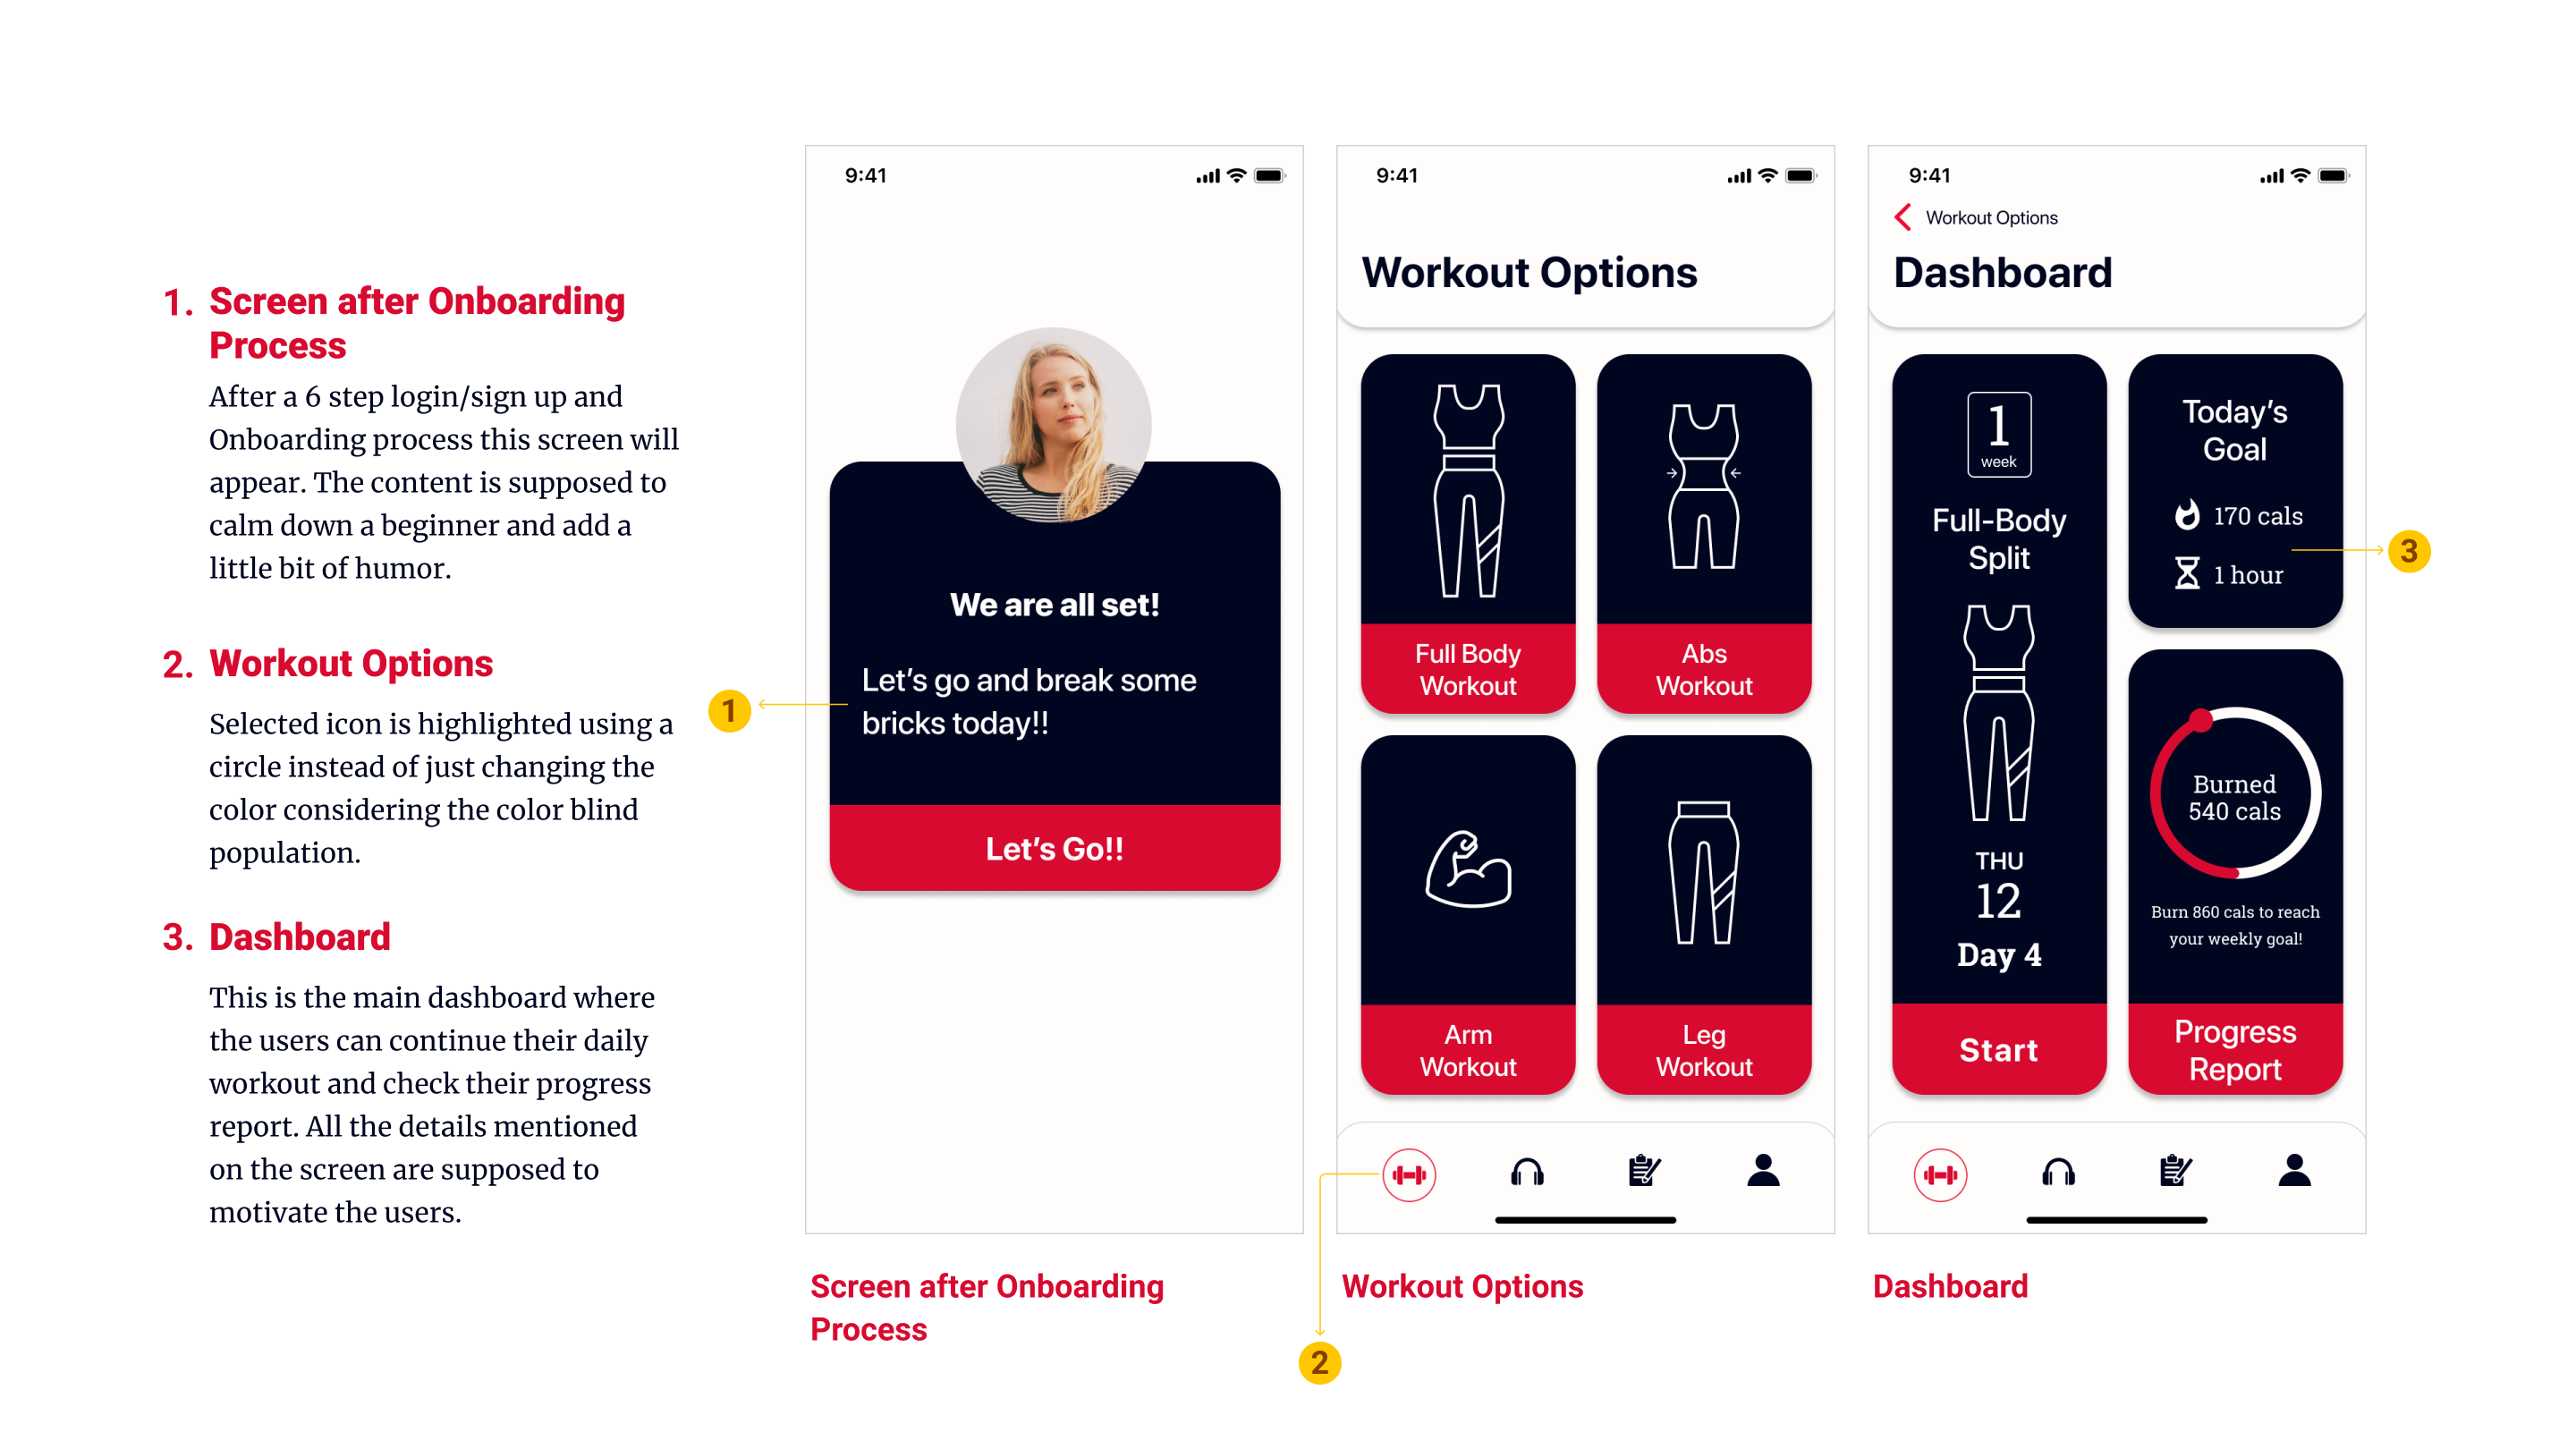 1. Screen after Onboarding
Process
After a 6 step login/sign up and
Onboarding process this screen will
appear. The content is supposed to
calm down a beginner and add a
little bit of humor.
2. Workout Options
Selected icon is highlighted using a
circle instead of just changing the
color considering the color blind
population.
3. Dashboard
This is the main dashboard where
the users can continue their daily
workout and check their progress
report. All the details mentioned
on the screen are supposed to
motivate the users.
9:41
We are all set!
Let's go and break some
bricks today!!
Let's Go!!
1
Screen after Onboarding
Process
9:41
Workout Options
Full Body
Workout
Abs
Workout
Arm
Workout
Leg
Workout
2
Workout Options
9:41
Workout Options
Dashboard
1
week
Full-Body
Split
THU
12
Day 4
Start
Today's
Goal
170 cals
1 hour
3
Burned
540 cals
Burn 860 cals to reach
your weekly goal!
Progress
Report
Dashboard